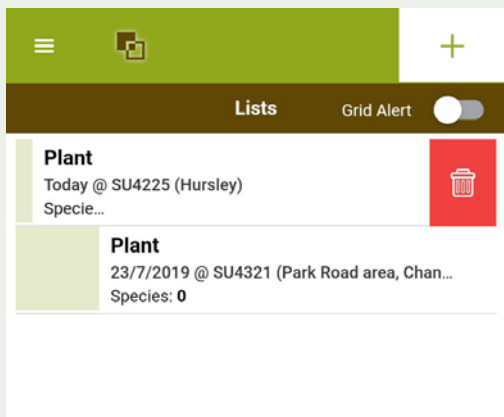 Lists Grid Alert
Plant
Today @ SU4225 (Hursley)
Specie...
Plant
23/7/2019 @ SU4321 (Park Road area, Chan...
Species: 0